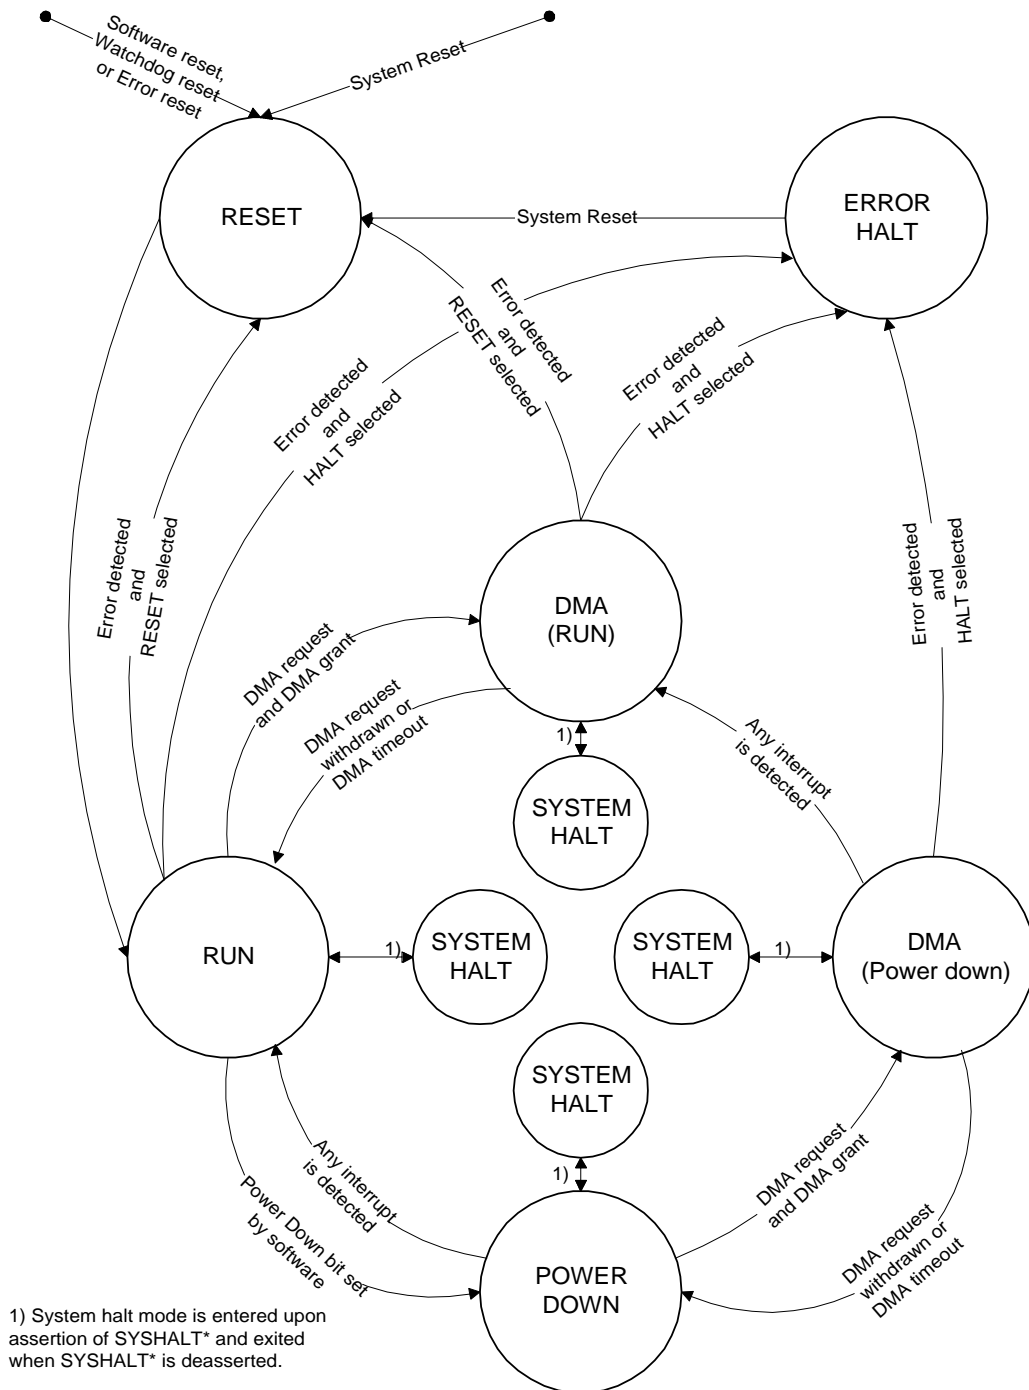 Software reset,
Watchdog reset
or Error reset
System Reset
RESET
System Reset
ERROR
HALT
Error detected
and
RESET selected
Error detected
and
HALT selected
Error detected
and
HALT selected
Error detected
and
RESET selected
Error detected
and
HALT selected
DMA
(RUN)
DMA request
and DMA grant
DMA request
withdrawn or
DMA timeout
1)
Any interrupt
is detected
SYSTEM
HALT
RUN
1)
SYSTEM
HALT
SYSTEM
HALT
1)
DMA
(Power down)
SYSTEM
HALT
Any interrupt
is detected
1)
DMA request
and DMA grant
Power Down bit set
by software
POWER
DOWN
DMA request
withdrawn or
DMA timeout
1) System halt mode is entered upon
assertion of SYSHALT* and exited
when SYSHALT* is deasserted.